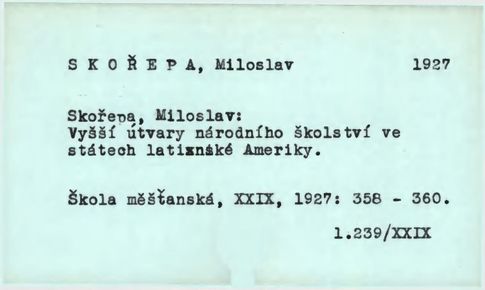 S K O Ř E P A, Miloslav 1927
Skořepa, Miloslav:
Vyšší útvary národního školství ve
státech latixnské Ameriky.
Škola měšťanská, XXIX, 1927: 358 - 360.
1.239/XXIX